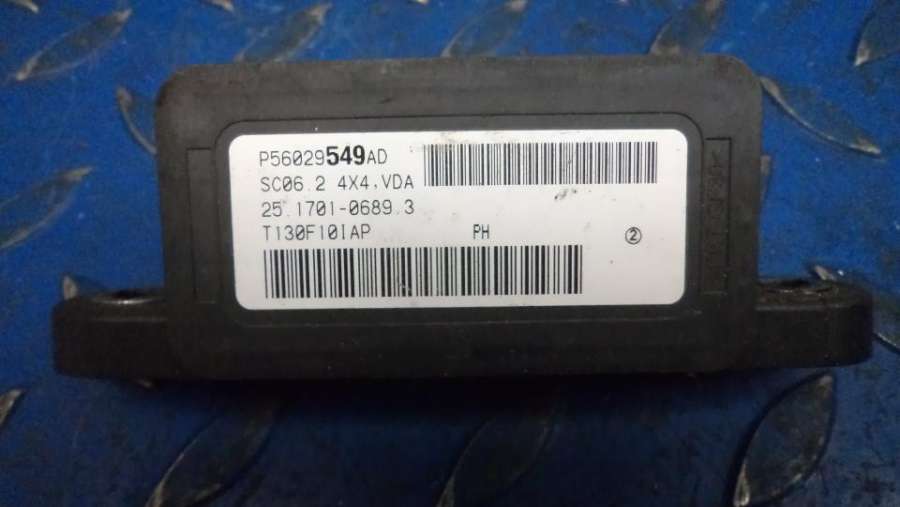 P56029549AD
SC06.2 4X4,VDA
25.1701-0689.3
T130F10IAP PH ②